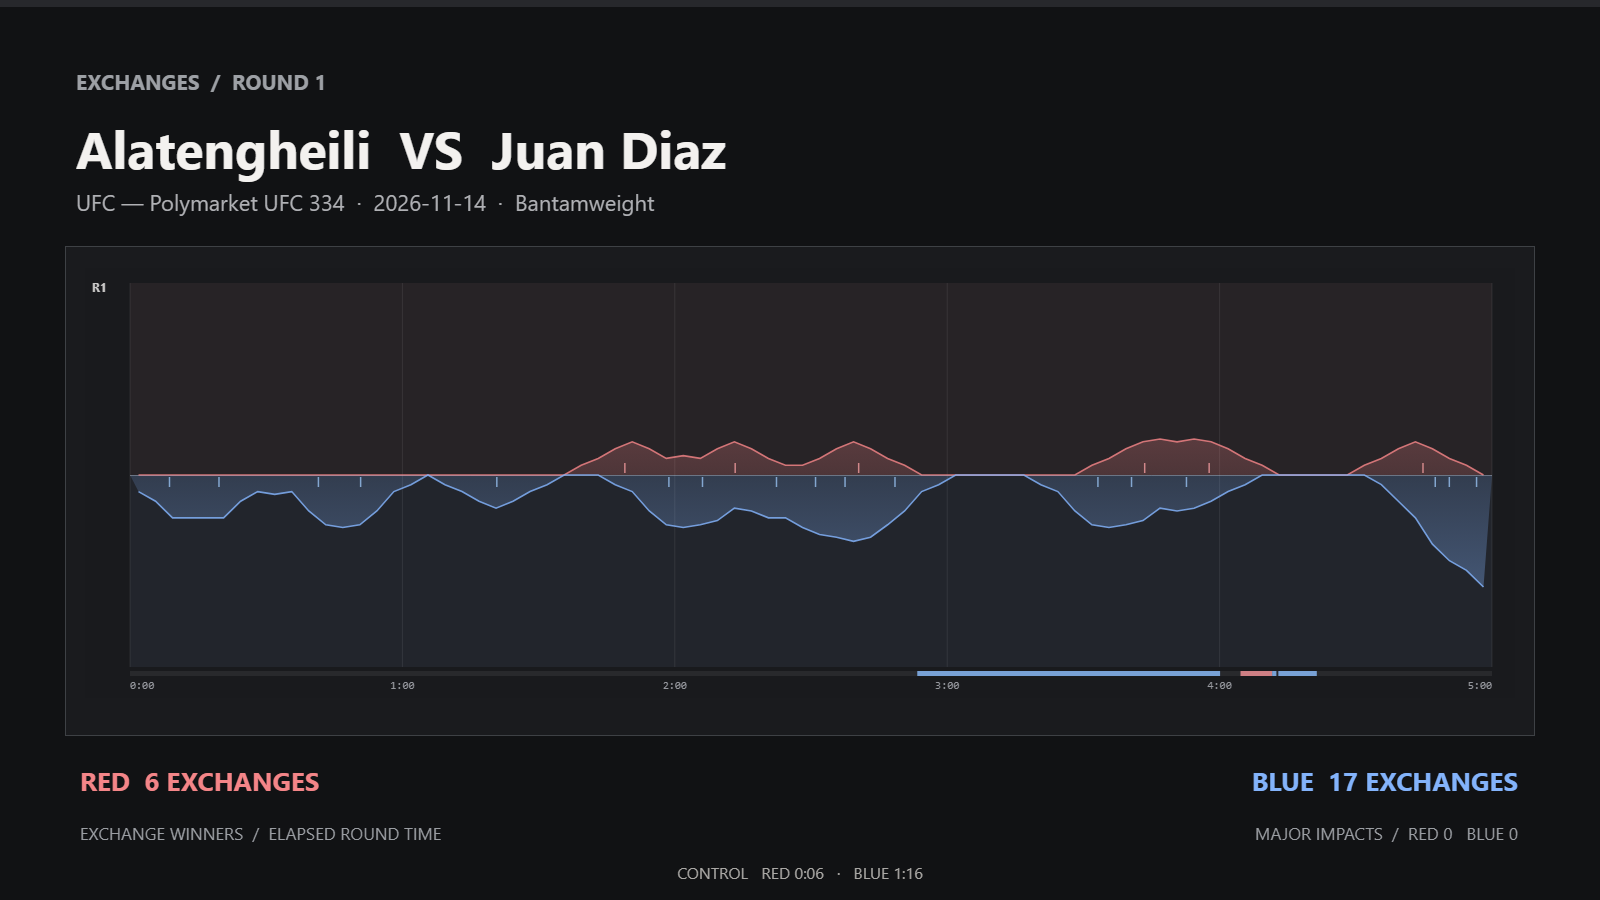 EXCHANGES / ROUND 1
Alatengheili VS Juan Diaz
UFC — Polymarket UFC 334 · 2026-11-14 · Bantamweight
R1
0:00 1:00 2:00 3:00 4:00 5:00
RED 6 EXCHANGES BLUE 17 EXCHANGES
EXCHANGE WINNERS / ELAPSED ROUND TIME MAJOR IMPACTS / RED 0 BLUE 0
CONTROL RED 0:06 · BLUE 1:16